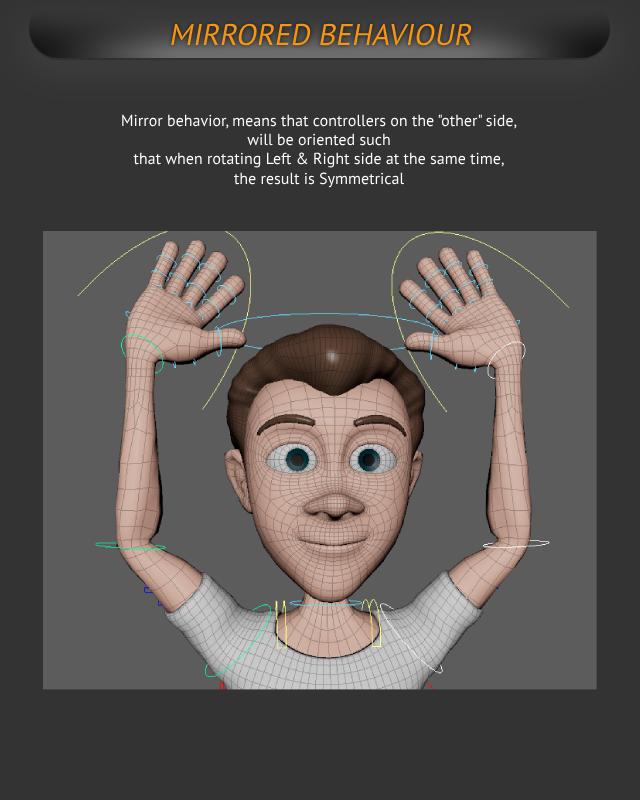 MIRRORED BEHAVIOUR
Mirror behavior, means that controllers on the "other" side,
will be oriented such
that when rotating Left & Right side at the same time,
the result is Symmetrical